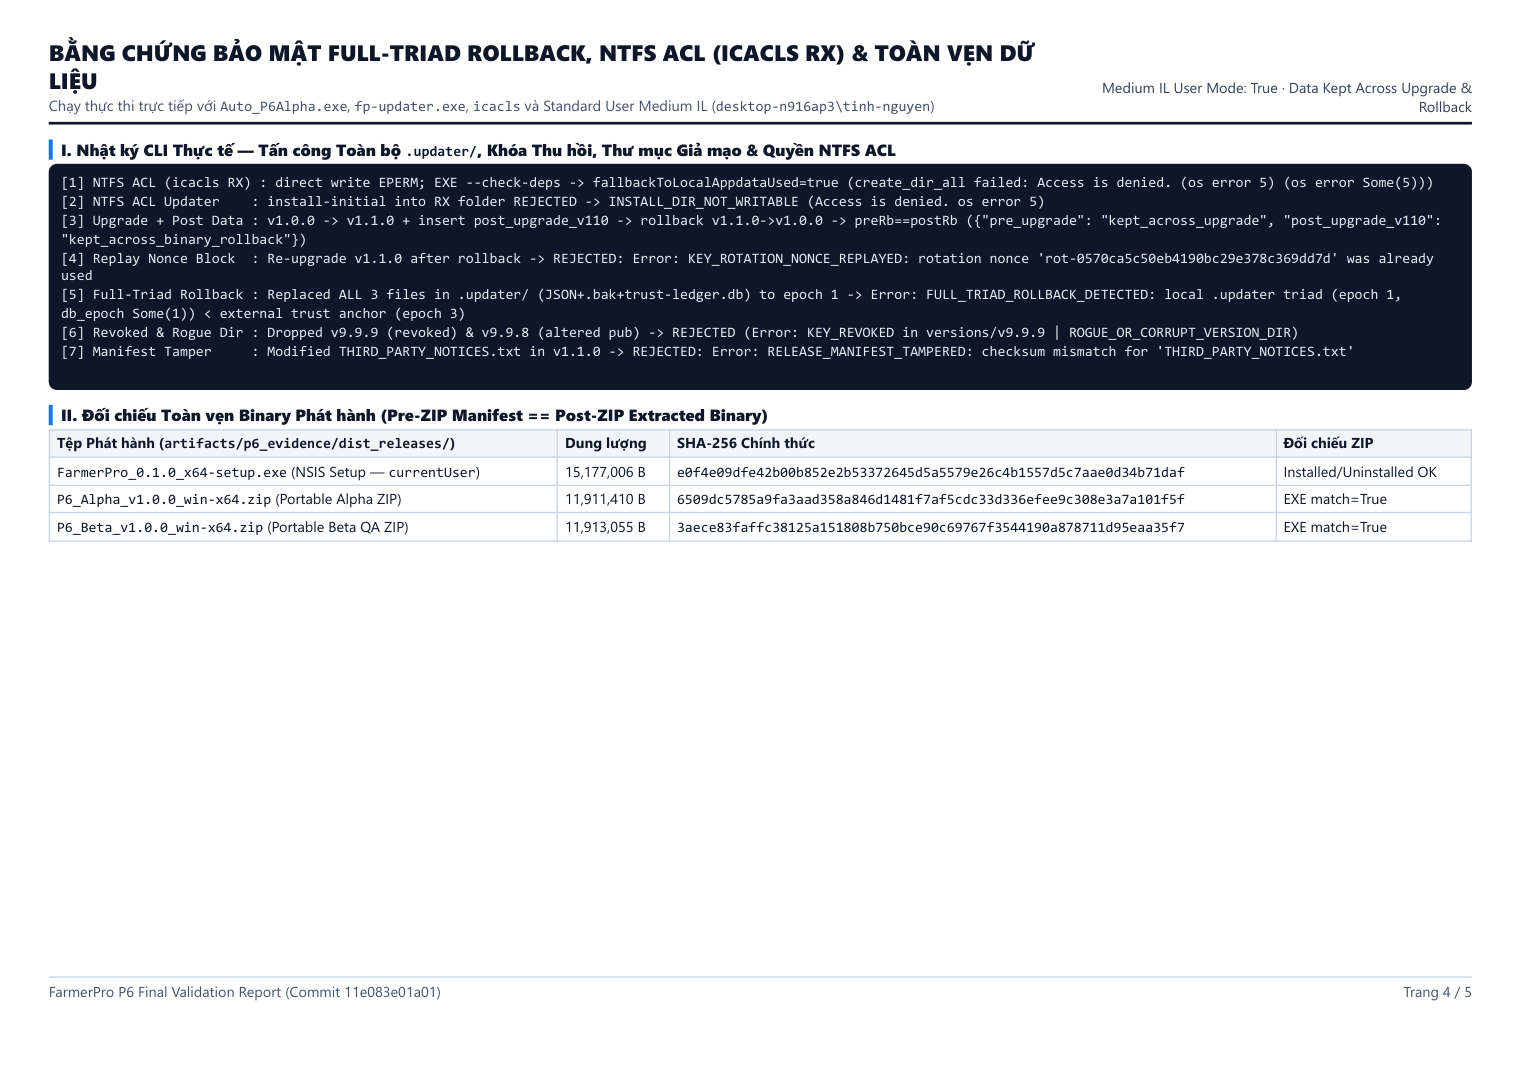 BẰNG CHỨNG BẢO MẬT FULL-TRIAD ROLLBACK, NTFS ACL (ICACLS RX) & TOÀN VẸN DỮ
LIỆU
Chạy thực thi trực tiếp với Auto_P6Alpha.exe, fp-updater.exe, icacls và Standard User Medium IL (desktop-n916ap3\tinh-nguyen)
Medium IL User Mode: True · Data Kept Across Upgrade &
Rollback
I. Nhật ký CLI Thực tế — Tấn công Toàn bộ .updater/, Khóa Thu hồi, Thư mục Giả mạo & Quyền NTFS ACL
[1] NTFS ACL (icacls RX) : direct write EPERM; EXE --check-deps -> fallbackToLocalAppdataUsed=true (create_dir_all failed: Access is denied. (os error 5) (os error Some(5)))
[2] NTFS ACL Updater    : install-initial into RX folder REJECTED -> INSTALL_DIR_NOT_WRITABLE (Access is denied. os error 5)
[3] Upgrade + Post Data : v1.0.0 -> v1.1.0 + insert post_upgrade_v110 -> rollback v1.1.0->v1.0.0 -> preRb==postRb ({"pre_upgrade": "kept_across_upgrade", "post_upgrade_v110":
"kept_across_binary_rollback"})
[4] Replay Nonce Block  : Re-upgrade v1.1.0 after rollback -> REJECTED: Error: KEY_ROTATION_NONCE_REPLAYED: rotation nonce 'rot-0570ca5c50eb4190bc29e378c369dd7d' was already
used
[5] Full-Triad Rollback : Replaced ALL 3 files in .updater/ (JSON+.bak+trust-ledger.db) to epoch 1 -> Error: FULL_TRIAD_ROLLBACK_DETECTED: local .updater triad (epoch 1,
db_epoch Some(1)) < external trust anchor (epoch 3)
[6] Revoked & Rogue Dir : Dropped v9.9.9 (revoked) & v9.9.8 (altered pub) -> REJECTED (Error: KEY_REVOKED in versions/v9.9.9 | ROGUE_OR_CORRUPT_VERSION_DIR)
[7] Manifest Tamper     : Modified THIRD_PARTY_NOTICES.txt in v1.1.0 -> REJECTED: Error: RELEASE_MANIFEST_TAMPERED: checksum mismatch for 'THIRD_PARTY_NOTICES.txt'
II. Đối chiếu Toàn vẹn Binary Phát hành (Pre-ZIP Manifest == Post-ZIP Extracted Binary)
Tệp Phát hành (artifacts/p6_evidence/dist_releases/) Dung lượng SHA-256 Chính thức Đối chiếu ZIP
FarmerPro_0.1.0_x64-setup.exe (NSIS Setup — currentUser) 15,177,006 B e0f4e09dfe42b00b852e2b53372645d5a5579e26c4b1557d5c7aae0d34b71daf Installed/Uninstalled OK
P6_Alpha_v1.0.0_win-x64.zip (Portable Alpha ZIP) 11,911,410 B 6509dc5785a9fa3aad358a846d1481f7af5cdc33d336efee9c308e3a7a101f5f EXE match=True
P6_Beta_v1.0.0_win-x64.zip (Portable Beta QA ZIP) 11,913,055 B 3aece83faffc38125a151808b750bce90c69767f3544190a878711d95eaa35f7 EXE match=True
FarmerPro P6 Final Validation Report (Commit 11e083e01a01)
Trang 4 / 5